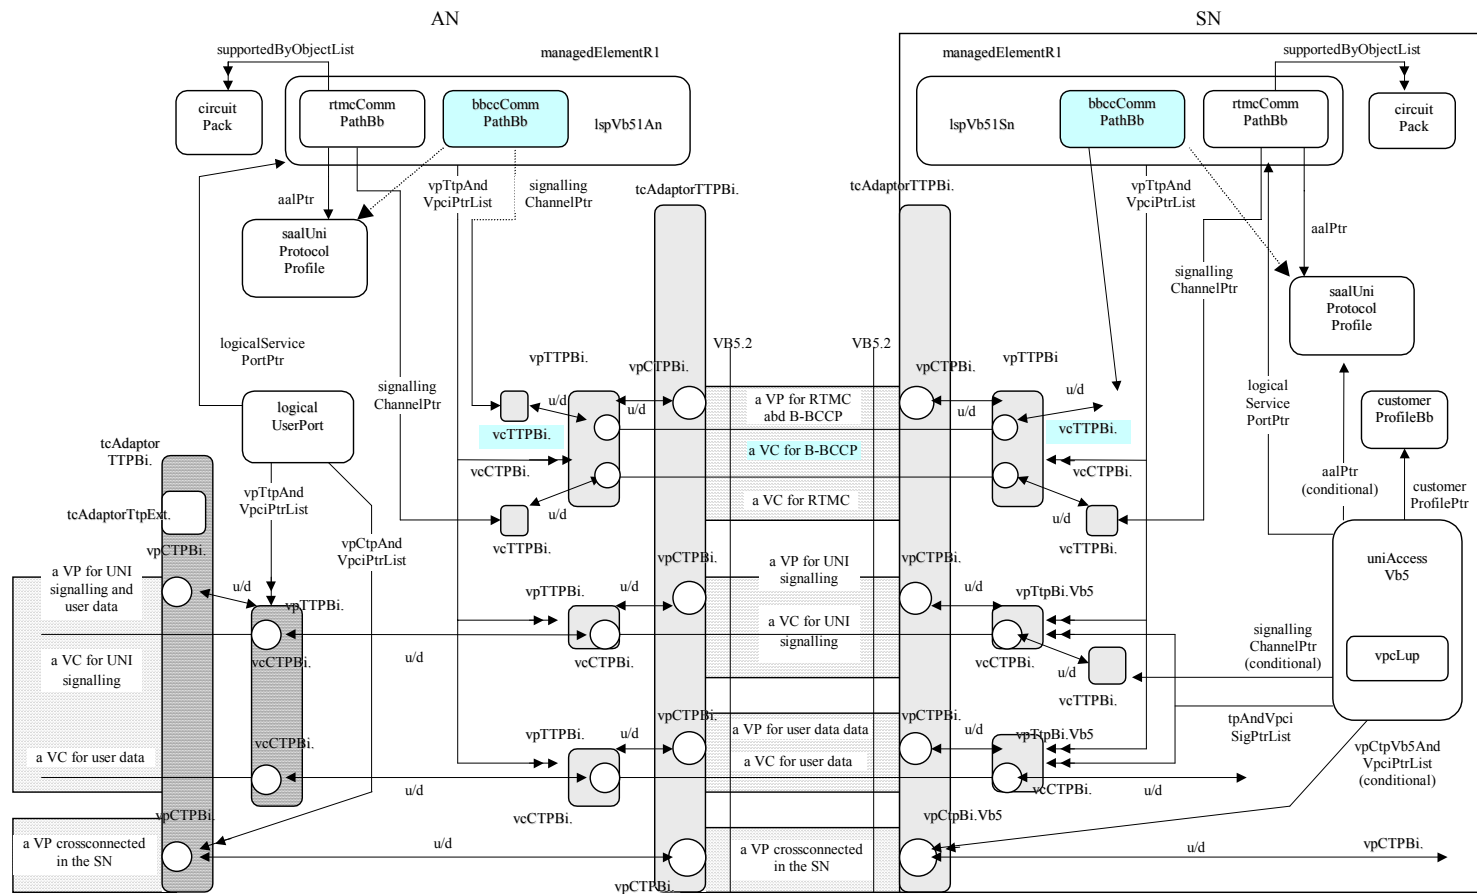 AN
SN
supportedByObjectList
managedElementR1
managedElementR1
supportedByObjectList
circuit
Pack
rtmcComm
PathBb
bbccComm
PathBb
lspVb51An
lspVb51Sn
bbccComm
PathBb
rtmcComm
PathBb
circuit
Pack
aalPtr
vpTtpAnd
VpciPtrList
signalling
ChannelPtr
tcAdaptorTTPBi.
tcAdaptorTTPBi.
vpTtpAnd
VpciPtrList
aalPtr
saalUni
Protocol
Profile
signalling
ChannelPtr
saalUni
Protocol
Profile
logicalService
PortPtr
vpTTPBi.
vpCTPBi.
VB5.2
VB5.2
vpCTPBi.
vpTTPBi
signalling
ChannelPtr
u/d
u/d
a VP for RTMC
abd B-BCCP
u/d
u/d
logical
Service
PortPtr
customer
ProfileBb
logical
UserPort
tcAdaptor
TTPBi.
vcTTPBi.
vcCTPBi.
a VC for B-BCCP
vcTTPBi.
vcCTPBi.
aalPtr
(conditional)
customer
ProfilePtr
vpTtpAnd
VpciPtrList
a VC for RTMC
tcAdaptorTtpExt.
u/d
vcTTPBi.
u/d
vcTTPBi.
vpCtpAnd
VpciPtrList
vpCTPBi.
vpCTPBi.
a VP for UNI
signalling
vpCTPBi.
uniAccess
Vb5
a VP for UNI
signalling and
user data
u/d
vpTTPBi.
vpTTPBi.
u/d
u/d
vpTtpBi.Vb5
a VC for UNI
signalling
a VC for UNI
signalling
vcCTPBi.
u/d
vcCTPBi.
vcCTPBi.
u/d
vcTTPBi.
signalling
ChannelPtr
(conditional)
vpcLup
tpAndVpci
SigPtrList
vpCTPBi.
a VP for user data data
vpCTPBi.
a VC for user data
vcCTPBi.
vpTTPBi.
u/d
a VC for user data
u/d
vpTtpBi.Vb5
vpCtpVb5And
VpciPtrList
(conditional)
u/d
vcCTPBi.
vcCTPBi.
u/d
vpCTPBi.
vpCtpBi.Vb5
a VP crossconnected
in the SN
u/d
a VP crossconnected
in the SN
u/d
vpCTPBi.
vpCTPBi.
vpCTPBi.